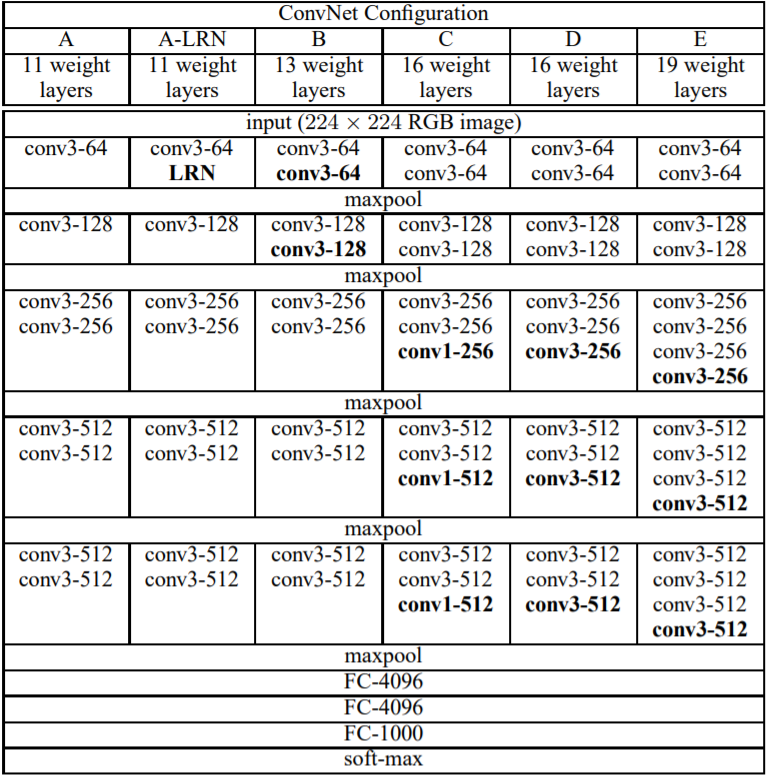 ConvNet Configuration
A A-LRN B C D E
11 weight 11 weight 13 weight 16 weight 16 weight 19 weight
layers layers layers layers layers layers
input (224 × 224 RGB image)
conv3-64 conv3-64 conv3-64 conv3-64 conv3-64 conv3-64
LRN conv3-64 conv3-64 conv3-64 conv3-64
maxpool
conv3-128 conv3-128 conv3-128 conv3-128 conv3-128 conv3-128
conv3-128 conv3-128 conv3-128 conv3-128
maxpool
conv3-256 conv3-256 conv3-256 conv3-256 conv3-256 conv3-256
conv3-256 conv3-256 conv3-256 conv3-256 conv3-256 conv3-256
conv1-256 conv3-256 conv3-256
conv3-256
maxpool
conv3-512 conv3-512 conv3-512 conv3-512 conv3-512 conv3-512
conv3-512 conv3-512 conv3-512 conv3-512 conv3-512 conv3-512
conv1-512 conv3-512 conv3-512
conv3-512
maxpool
conv3-512 conv3-512 conv3-512 conv3-512 conv3-512 conv3-512
conv3-512 conv3-512 conv3-512 conv3-512 conv3-512 conv3-512
conv1-512 conv3-512 conv3-512
conv3-512
maxpool
FC-4096
FC-4096
FC-1000
soft-max